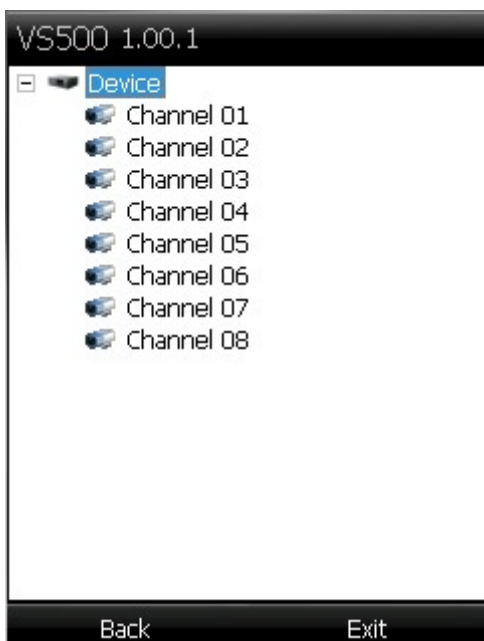 VS500 1.00.1
Device
Channel 01
Channel 02
Channel 03
Channel 04
Channel 05
Channel 06
Channel 07
Channel 08
Back Exit